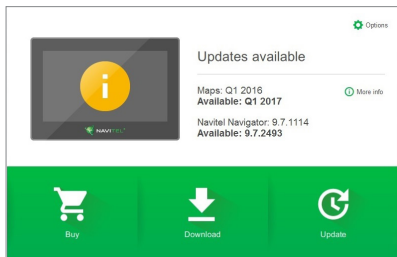 Options
Updates available
Maps: Q1 2016
Available: Q1 2017
More info
Navitel Navigator: 9.7.1114
Available: 9.7.2493
NAVITEL
Buy
Download
Update